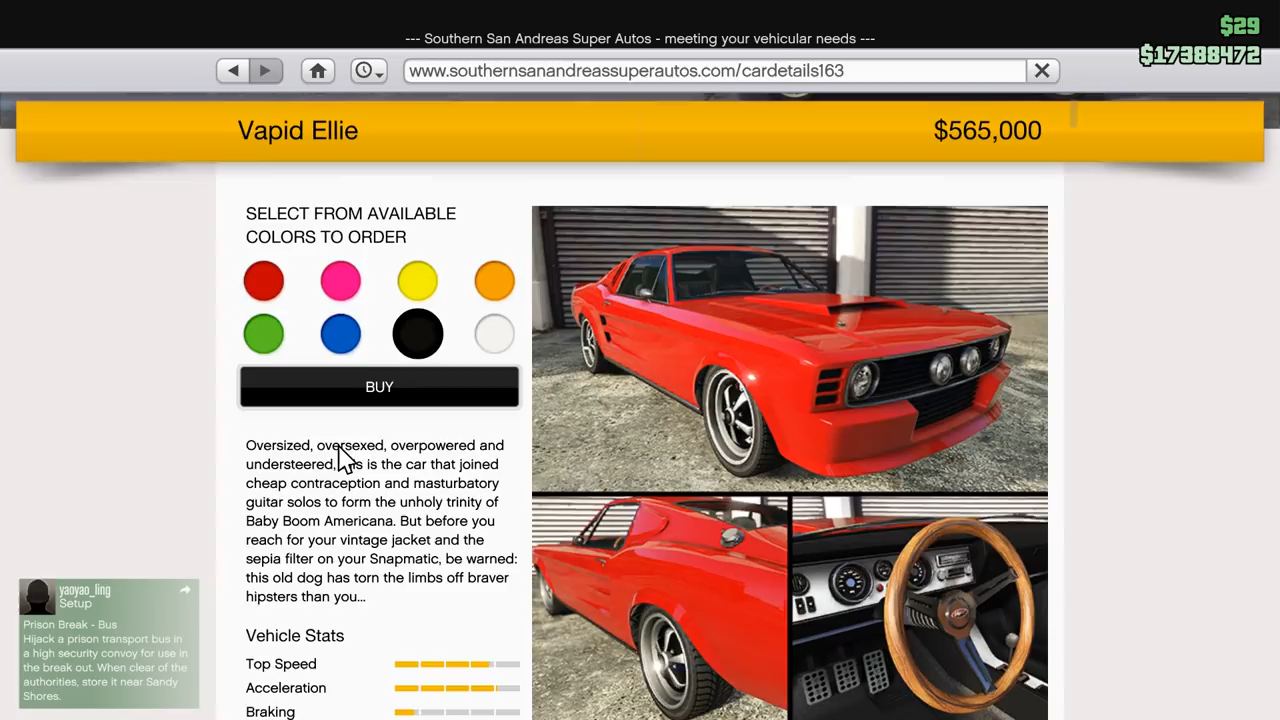 $29
--- Southern San Andreas Super Autos - meeting your vehicular needs ---
$17388472
www.southernsanandreassuperautos.com/cardetails163
Vapid Ellie
$565,000
SELECT FROM AVAILABLE
COLORS TO ORDER
BUY
Oversized, oversexed, overpowered and
understeered, this is the car that joined
cheap contraception and masturbatory
guitar solos to form the unholy trinity of
Baby Boom Americana. But before you
reach for your vintage jacket and the
sepia filter on your Snapmatic, be warned:
this old dog has torn the limbs off braver
hipsters than you...
Vehicle Stats
Top Speed
Acceleration
Braking
yaoyao_ling
Setup
Prison Break - Bus
Hijack a prison transport bus in
a high security convoy for use in
the break out. When clear of the
authorities, store it near Sandy
Shores.